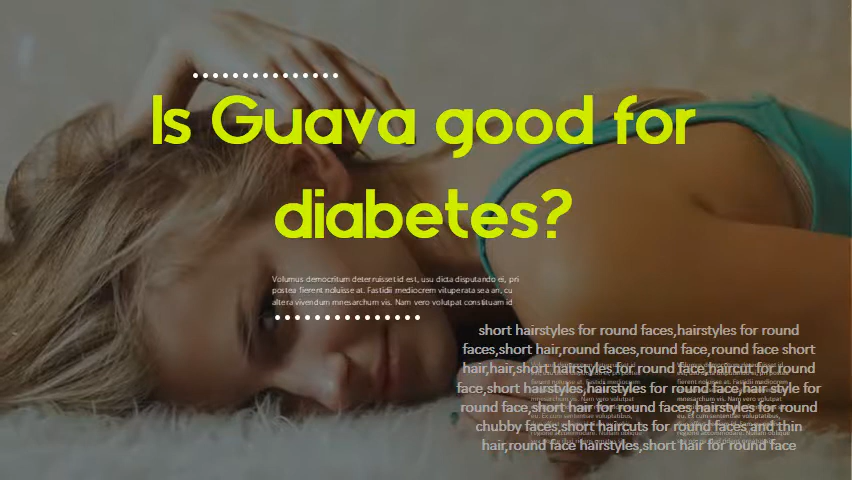 Is Guava good for
diabetes?
Volumus democritum deterruisset id est, usu dicta disputando ei, pri
postea fierent noluisse at. Fastidii mediocrem vituperata sea an, cu
altera vivendum mnesarchum vis. Nam vero volutpat constituam id
short hairstyles for round faces,hairstyles for round
faces,short hair,round faces,round face,round face short
hair,hair,short hairstyles for round face,haircut for round
face,short hairstyles,hairstyles for round face,hair style for
round face,short hair for round faces,hairstyles for round
chubby faces,short haircuts for round faces and thin
hair,round face hairstyles,short hair for round face